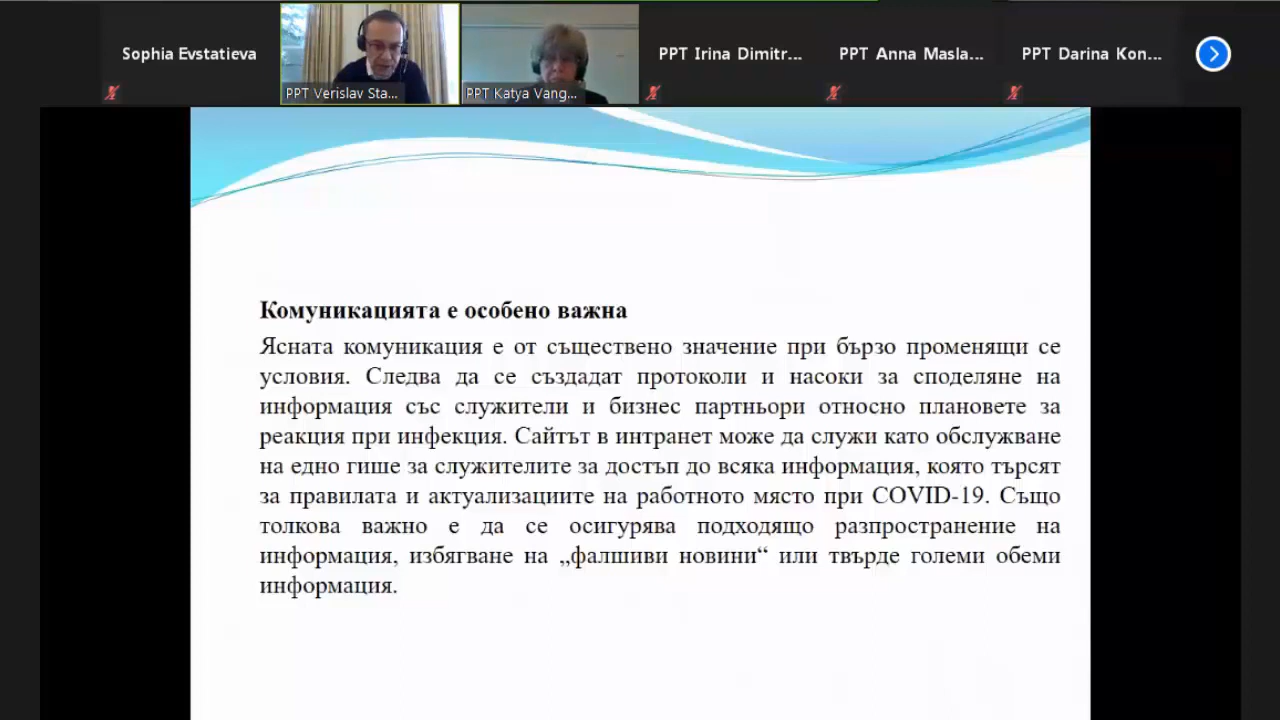 Sophia Evstatieva
PPT Verislav Sta...
PPT Katya Vang...
PPT Irina Dimitr...
PPT Anna Masla...
PPT Darina Kon...
Комуникацията е особено важна
Ясната комуникация е от съществено значение при бързо променящи се
условия. Следва да се създадат протоколи и насоки за споделяне на
информация със служители и бизнес партньори относно плановете за
реакция при инфекция. Сайтът в интранет може да служи като обслужване
на едно гише за служителите за достъп до всяка информация, която търсят
за правилата и актуализациите на работното място при COVID-19. Също
толкова важно е да се осигурява подходящо разпространение на
информация, избягване на „фалшиви новини“ или твърде големи обеми
информация.